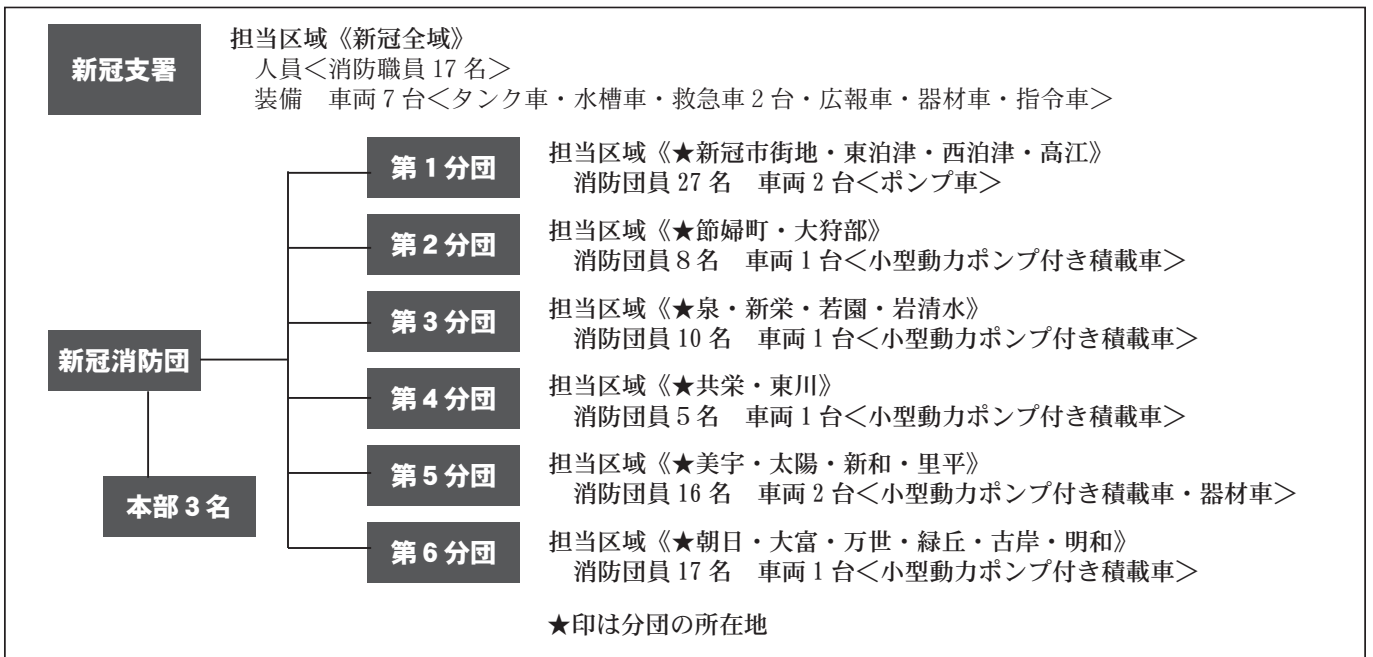 新冠支署
担当区域《新冠全域》
人員＜消防職員 17 名＞
装備　車両 7 台＜タンク車・水槽車・救急車 2 台・広報車・器材車・指令車＞
第 1 分団
担当区域《★新冠市街地・東泊津・西泊津・高江》
消防団員 27 名　車両 2 台＜ポンプ車＞
第 2 分団
担当区域《★節婦町・大狩部》
消防団員 8 名　車両 1 台＜小型動力ポンプ付き積載車＞
第 3 分団
担当区域《★泉・新栄・若園・岩清水》
消防団員 10 名　車両 1 台＜小型動力ポンプ付き積載車＞
新冠消防団
第 4 分団
担当区域《★共栄・東川》
消防団員 5 名　車両 1 台＜小型動力ポンプ付き積載車＞
第 5 分団
担当区域《★美宇・太陽・新和・里平》
消防団員 16 名　車両 2 台＜小型動力ポンプ付き積載車・器材車＞
本部 3 名
第 6 分団
担当区域《★朝日・大富・万世・緑丘・古岸・明和》
消防団員 17 名　車両 1 台＜小型動力ポンプ付き積載車＞
★印は分団の所在地